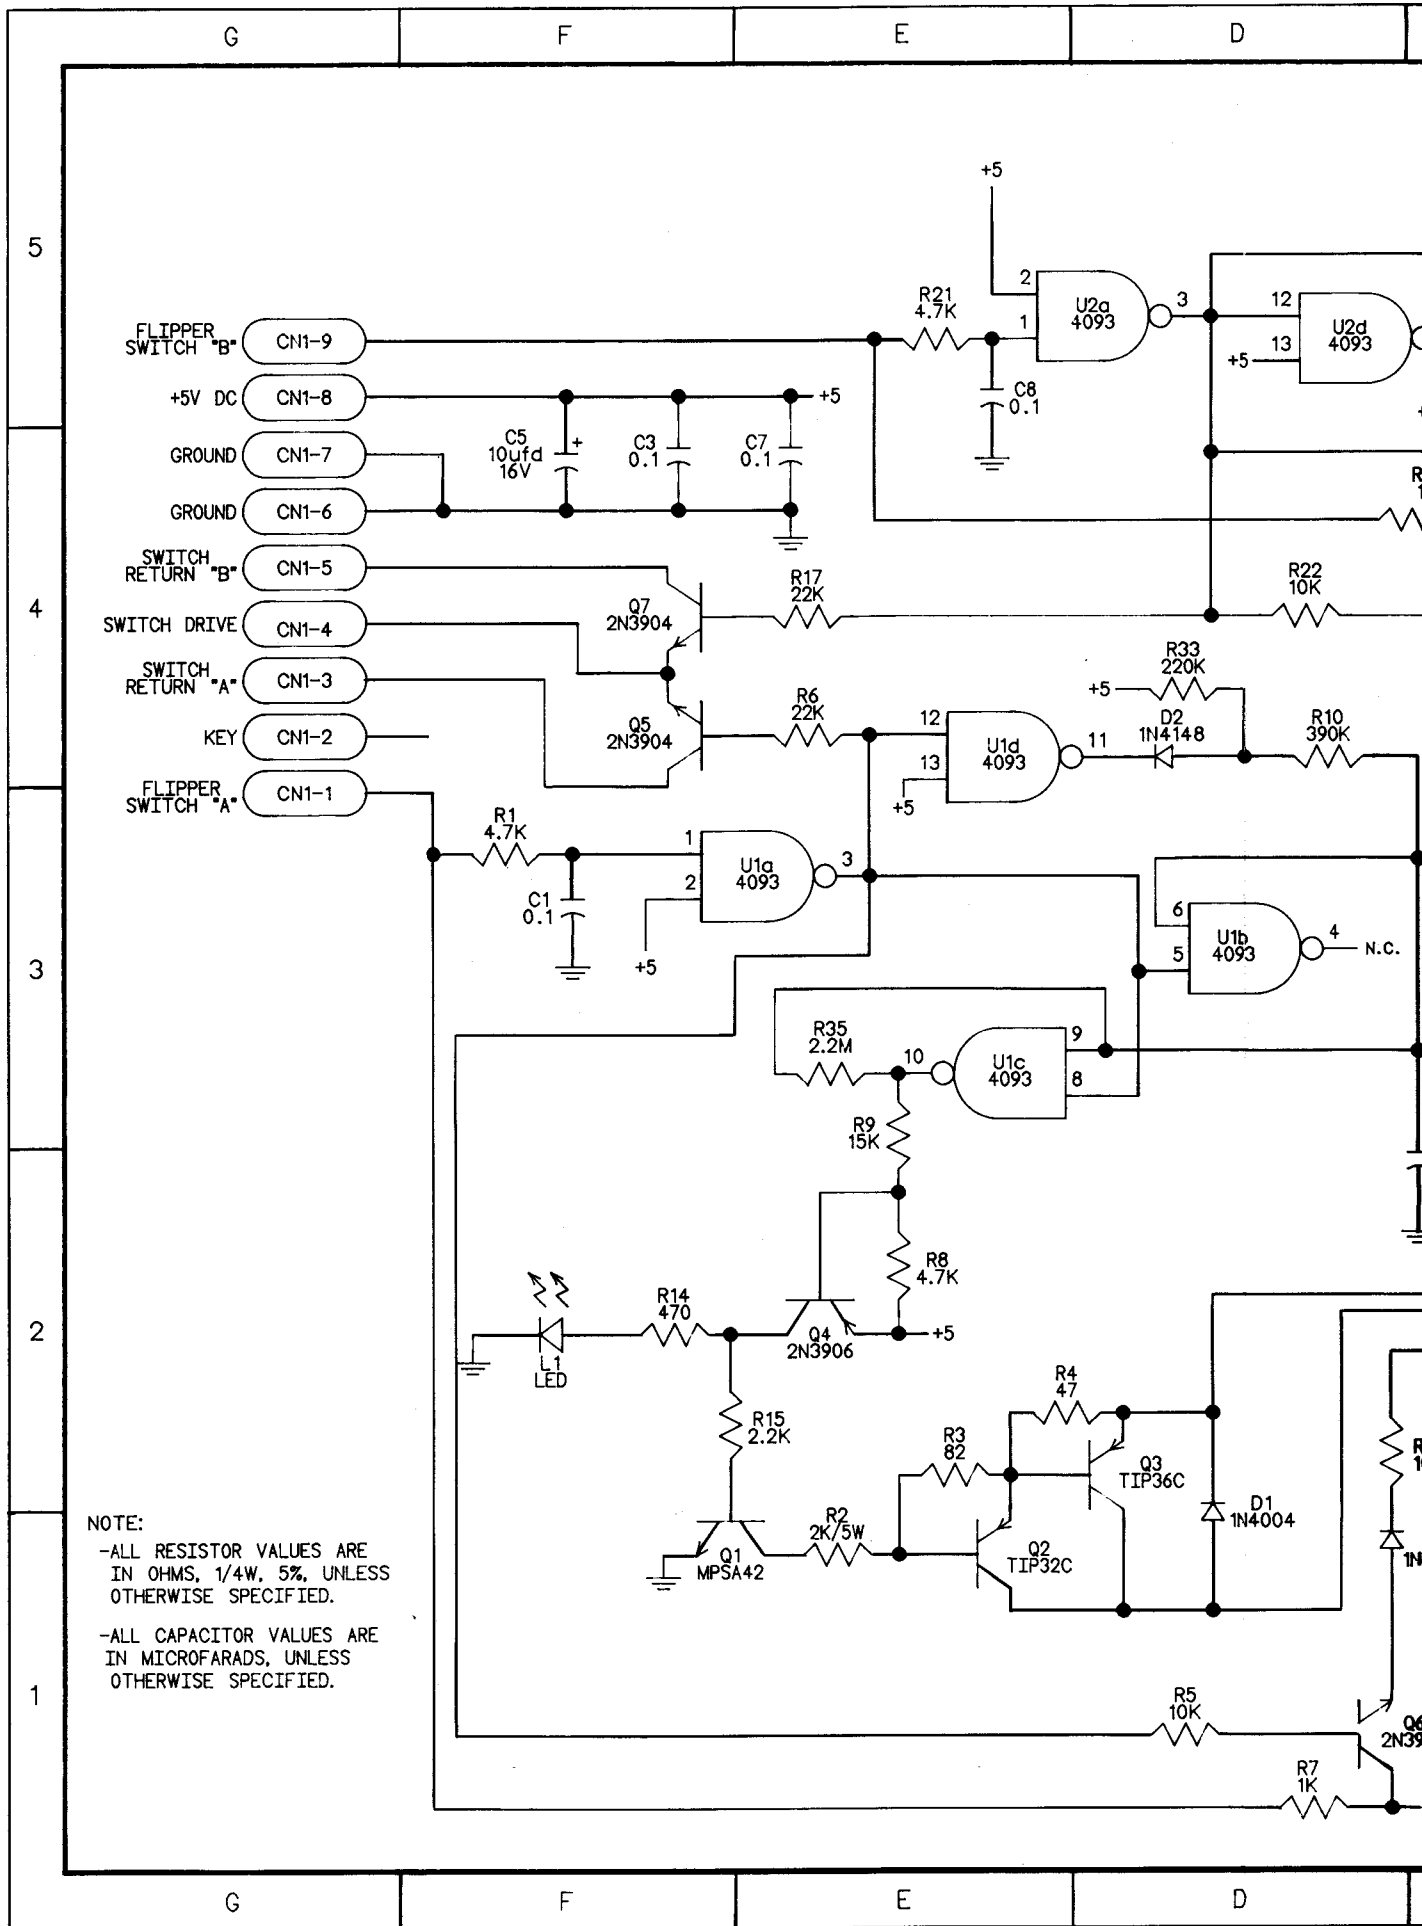 G F E D
5
4
3
2
1
+5
2
1
U2a
4093
3
12
13
+5
U2d
4093
R21
4.7K
C8
0.1
FLIPPER
SWITCH "B"
CN1-9
+5V DC
CN1-8
+5
GROUND
CN1-7
C5
10ufd
16V
+
C3
0.1
C7
0.1
GROUND
CN1-6
SWITCH
RETURN "B"
CN1-5
SWITCH DRIVE
CN1-4
SWITCH
RETURN "A"
CN1-3
KEY
CN1-2
FLIPPER
SWITCH "A"
CN1-1
Q7
2N3904
R17
22K
R22
10K
R
1
Q5
2N3904
R6
22K
12
13
+5
U1d
4093
11
R33
220K
+5
D2
1N4148
R10
390K
R1
4.7K
C1
0.1
1
2
+5
U1a
4093
3
6
5
U1b
4093
4
N.C.
R35
2.2M
10
U1c
4093
9
8
R9
15K
R8
4.7K
+5
Q4
2N3906
R14
470
L1
LED
R15
2.2K
R4
47
R3
82
Q3
TIP36C
D1
1N4004
R2
2K/5W
Q2
TIP32C
Q1
MPSA42
R
1N
NOTE:
-ALL RESISTOR VALUES ARE
IN OHMS, 1/4W, 5%, UNLESS
OTHERWISE SPECIFIED.
-ALL CAPACITOR VALUES ARE
IN MICROFARADS, UNLESS
OTHERWISE SPECIFIED.
R5
10K
Q6
2N39
R7
1K
G F E D